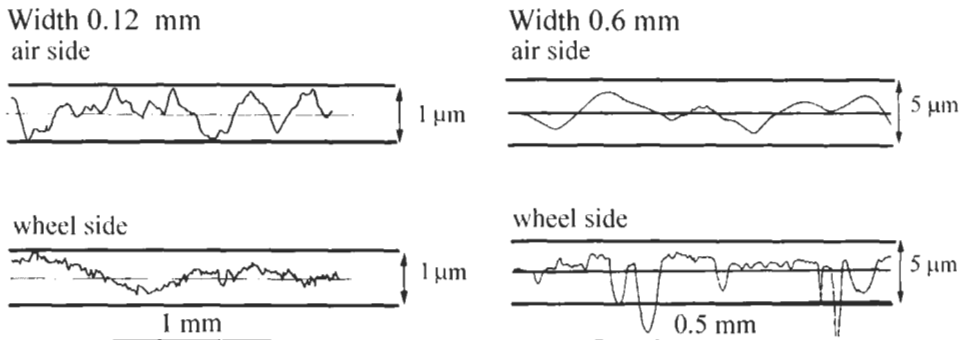 Width 0.12 mm
air side
1 μm
wheel side
1 μm
1 mm
Width 0.6 mm
air side
5 μm
wheel side
5 μm
0.5 mm